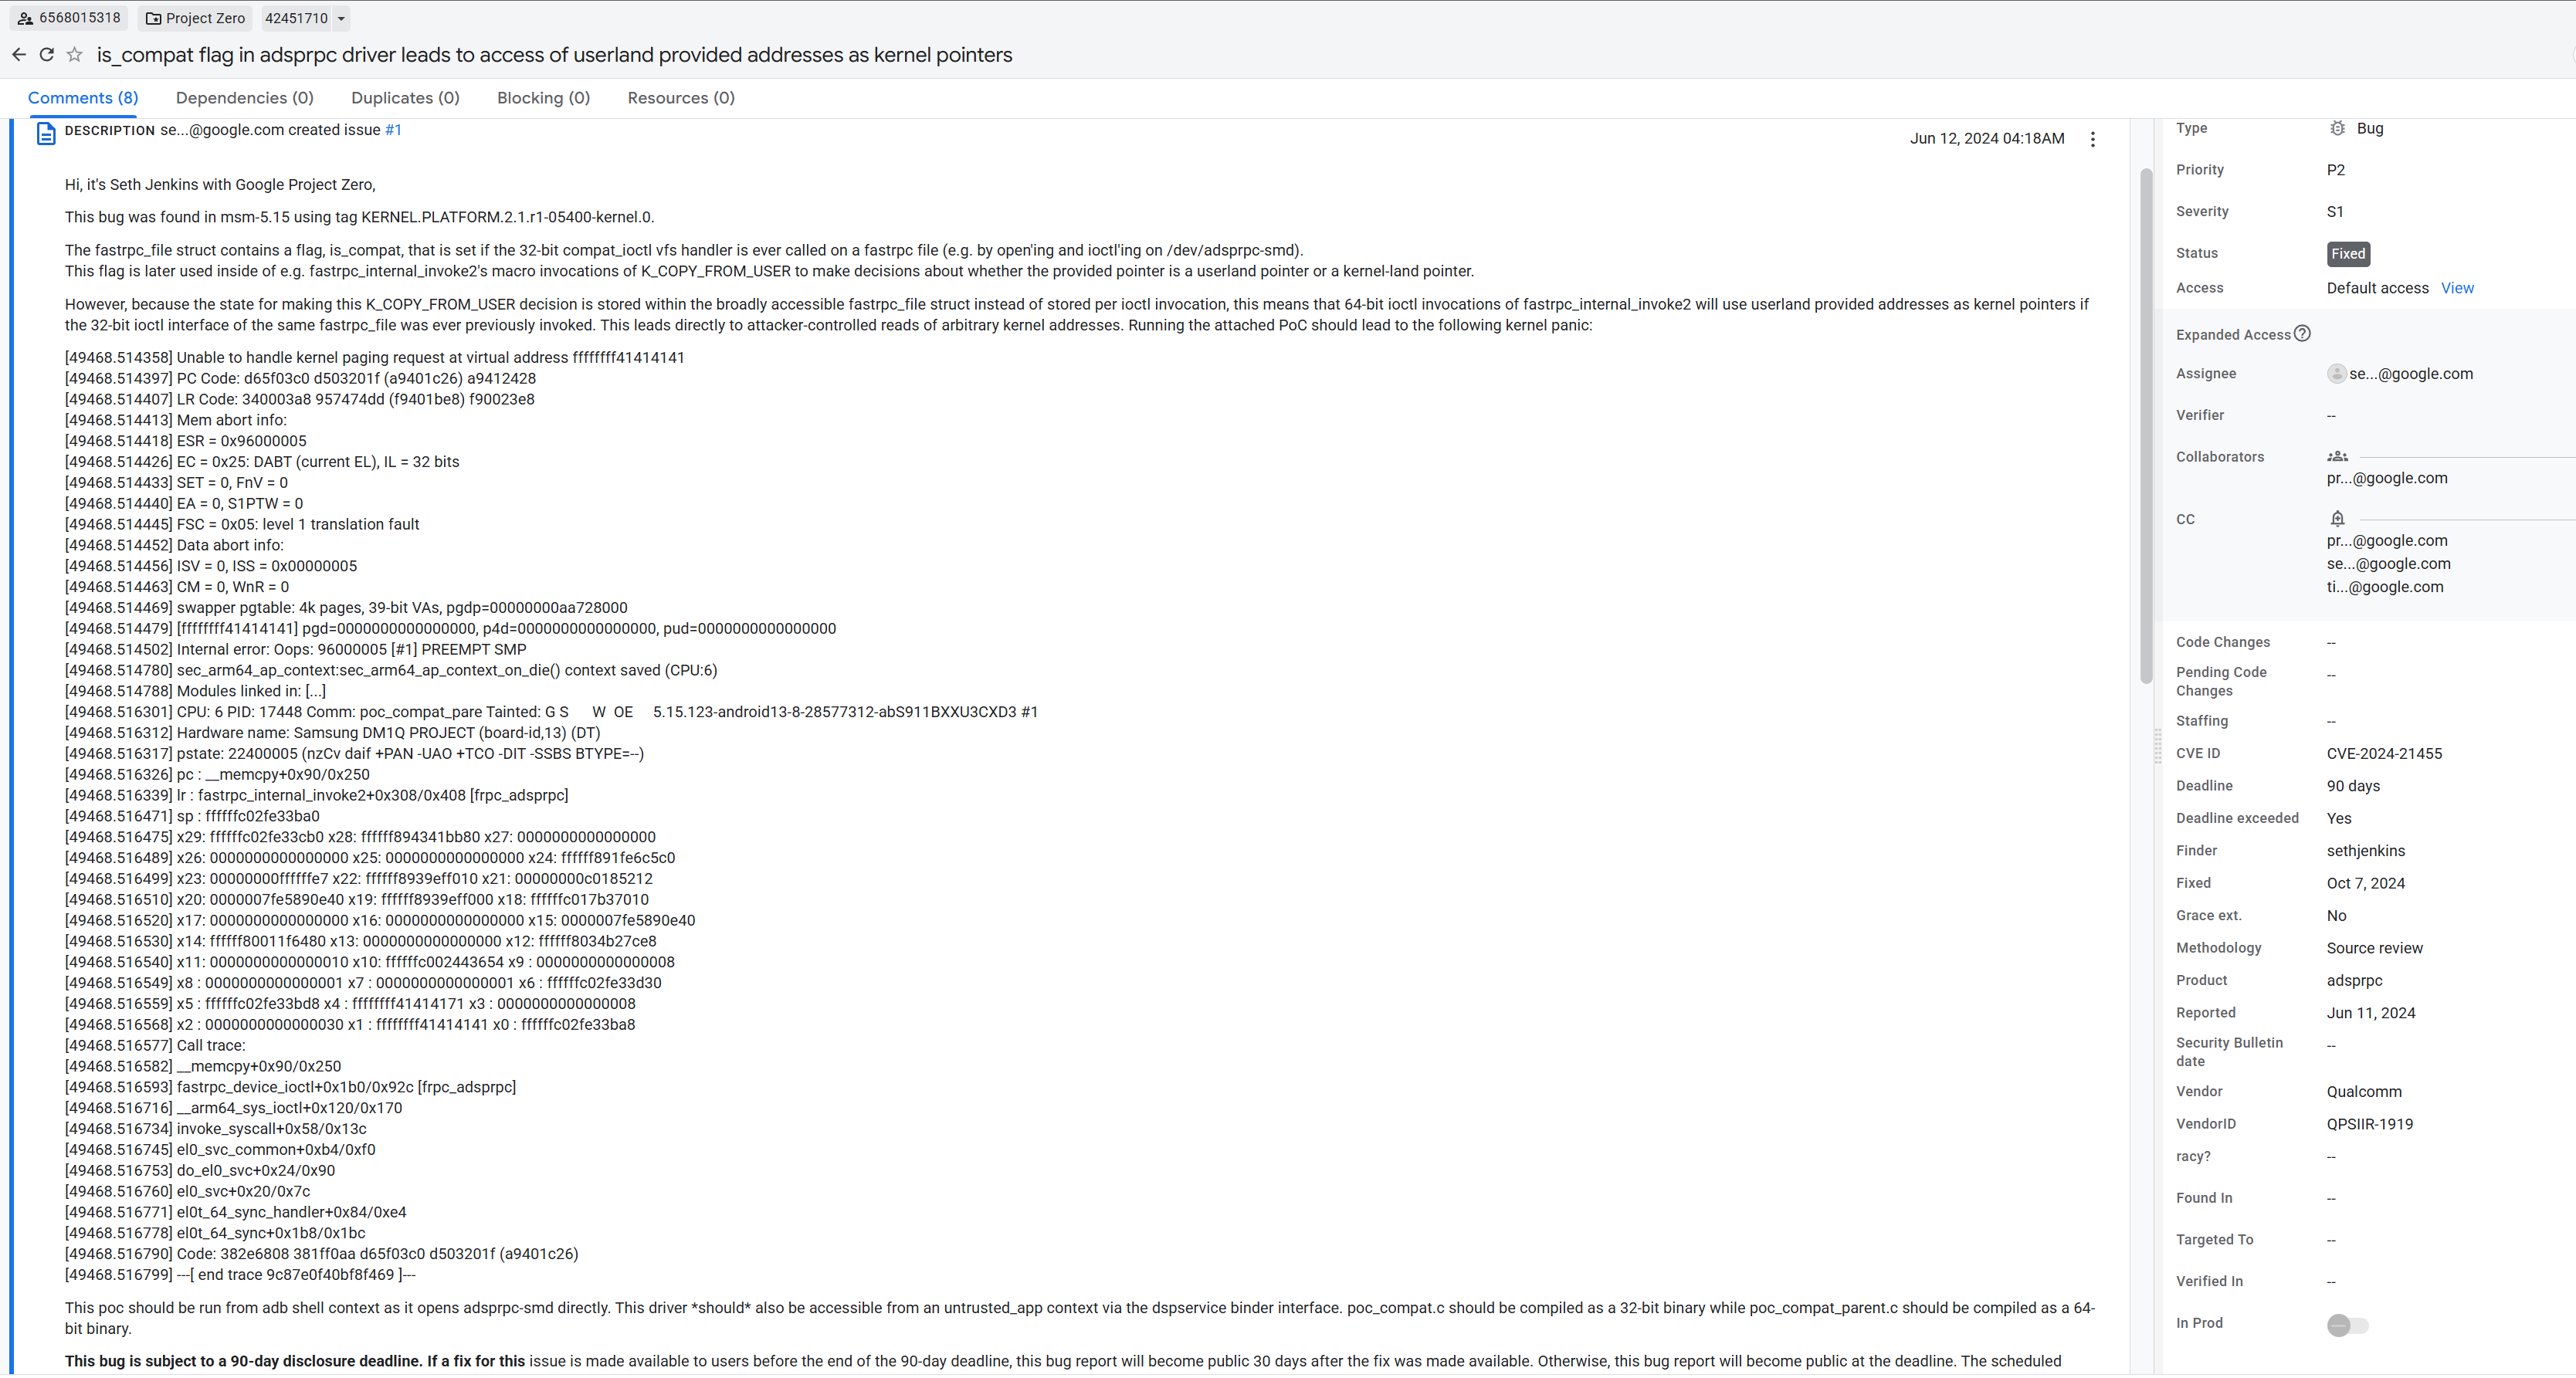 6568015318 Project Zero 42451710
is_compat flag in adsprpc driver leads to access of userland provided addresses as kernel pointers
Comments (8) Dependencies (0) Duplicates (0) Blocking (0) Resources (0)
DESCRIPTION se...@google.com created issue #1
Jun 12, 2024 04:18AM
Hi, it's Seth Jenkins with Google Project Zero,
This bug was found in msm-5.15 using tag KERNEL.PLATFORM.2.1.r1-05400-kernel.0.
The fastrpc_file struct contains a flag, is_compat, that is set if the 32-bit compat_ioctl vfs handler is ever called on a fastrpc file (e.g. by open'ing and ioctl'ing on /dev/adsprpc-smd).
This flag is later used inside of e.g. fastrpc_internal_invoke2's macro invocations of K_COPY_FROM_USER to make decisions about whether the provided pointer is a userland pointer or a kernel-land pointer.
However, because the state for making this K_COPY_FROM_USER decision is stored within the broadly accessible fastrpc_file struct instead of stored per ioctl invocation, this means that 64-bit ioctl invocations of fastrpc_internal_invoke2 will use userland provided addresses as kernel pointers if
the 32-bit ioctl interface of the same fastrpc_file was ever previously invoked. This leads directly to attacker-controlled reads of arbitrary kernel addresses. Running the attached PoC should lead to the following kernel panic:
[49468.514358] Unable to handle kernel paging request at virtual address ffffffff41414141
[49468.514397] PC Code: d65f03c0 d503201f (a9401c26) a9412428
[49468.514407] LR Code: 340003a8 957474dd (f9401be8) f90023e8
[49468.514413] Mem abort info:
[49468.514418] ESR = 0x96000005
[49468.514426] EC = 0x25: DABT (current EL), IL = 32 bits
[49468.514433] SET = 0, FnV = 0
[49468.514440] EA = 0, S1PTW = 0
[49468.514445] FSC = 0x05: level 1 translation fault
[49468.514452] Data abort info:
[49468.514456] ISV = 0, ISS = 0x00000005
[49468.514463] CM = 0, WnR = 0
[49468.514469] swapper pgtable: 4k pages, 39-bit VAs, pgdp=00000000aa728000
[49468.514479] [ffffffff41414141] pgd=0000000000000000, p4d=0000000000000000, pud=0000000000000000
[49468.514502] Internal error: Oops: 96000005 [#1] PREEMPT SMP
[49468.514780] sec_arm64_ap_context:sec_arm64_ap_context_on_die() context saved (CPU:6)
[49468.514788] Modules linked in: [...]
[49468.516301] CPU: 6 PID: 17448 Comm: poc_compat_pare Tainted: G S W OE 5.15.123-android13-8-28577312-abS911BXXU3CXD3 #1
[49468.516312] Hardware name: Samsung DM1Q PROJECT (board-id,13) (DT)
[49468.516317] pstate: 22400005 (nzCv daif +PAN -UAO +TCO -DIT -SSBS BTYPE=--)
[49468.516326] pc : __memcpy+0x90/0x250
[49468.516339] lr : fastrpc_internal_invoke2+0x308/0x408 [frpc_adsprpc]
[49468.516471] sp : ffffffc02fe33ba0
[49468.516475] x29: ffffffc02fe33cb0 x28: ffffff894341bb80 x27: 0000000000000000
[49468.516489] x26: 0000000000000000 x25: 0000000000000000 x24: ffffff891fe6c5c0
[49468.516499] x23: 00000000ffffffe7 x22: ffffff8939eff010 x21: 00000000c0185212
[49468.516510] x20: 0000007fe5890e40 x19: ffffff8939eff000 x18: ffffffc017b37010
[49468.516520] x17: 0000000000000000 x16: 0000000000000000 x15: 0000007fe5890e40
[49468.516530] x14: ffffff80011f6480 x13: 0000000000000000 x12: ffffff8034b27ce8
[49468.516540] x11: 0000000000000010 x10: ffffffc002443654 x9 : 0000000000000008
[49468.516549] x8 : 0000000000000001 x7 : 0000000000000001 x6 : ffffffc02fe33d30
[49468.516559] x5 : ffffffc02fe33bd8 x4 : ffffffff41414171 x3 : 0000000000000008
[49468.516568] x2 : 0000000000000030 x1 : ffffffff41414141 x0 : ffffffc02fe33ba8
[49468.516577] Call trace:
[49468.516582] __memcpy+0x90/0x250
[49468.516593] fastrpc_device_ioctl+0x1b0/0x92c [frpc_adsprpc]
[49468.516716] __arm64_sys_ioctl+0x120/0x170
[49468.516734] invoke_syscall+0x58/0x13c
[49468.516745] el0_svc_common+0xb4/0xf0
[49468.516753] do_el0_svc+0x24/0x90
[49468.516760] el0_svc+0x20/0x7c
[49468.516771] el0t_64_sync_handler+0x84/0xe4
[49468.516778] el0t_64_sync+0x1b8/0x1bc
[49468.516790] Code: 382e6808 381ff0aa d65f03c0 d503201f (a9401c26)
[49468.516799] ---[ end trace 9c87e0f40bf8f469 ]---
This poc should be run from adb shell context as it opens adsprpc-smd directly. This driver *should* also be accessible from an untrusted_app context via the dspservice binder interface. poc_compat.c should be compiled as a 32-bit binary while poc_compat_parent.c should be compiled as a 64-
bit binary.
This bug is subject to a 90-day disclosure deadline. If a fix for this issue is made available to users before the end of the 90-day deadline, this bug report will become public 30 days after the fix was made available. Otherwise, this bug report will become public at the deadline. The scheduled
Type Bug
Priority P2
Severity S1
Status Fixed
Access Default access View
Expanded Access
Assignee se...@google.com
Verifier --
Collaborators
pr...@google.com
CC
pr...@google.com
se...@google.com
ti...@google.com
Code Changes --
Pending Code
Changes --
Staffing --
CVE ID CVE-2024-21455
Deadline 90 days
Deadline exceeded Yes
Finder sethjenkins
Fixed Oct 7, 2024
Grace ext. No
Methodology Source review
Product adsprpc
Reported Jun 11, 2024
Security Bulletin
date --
Vendor Qualcomm
VendorID QPSIIR-1919
racy? --
Found In --
Targeted To --
Verified In --
In Prod